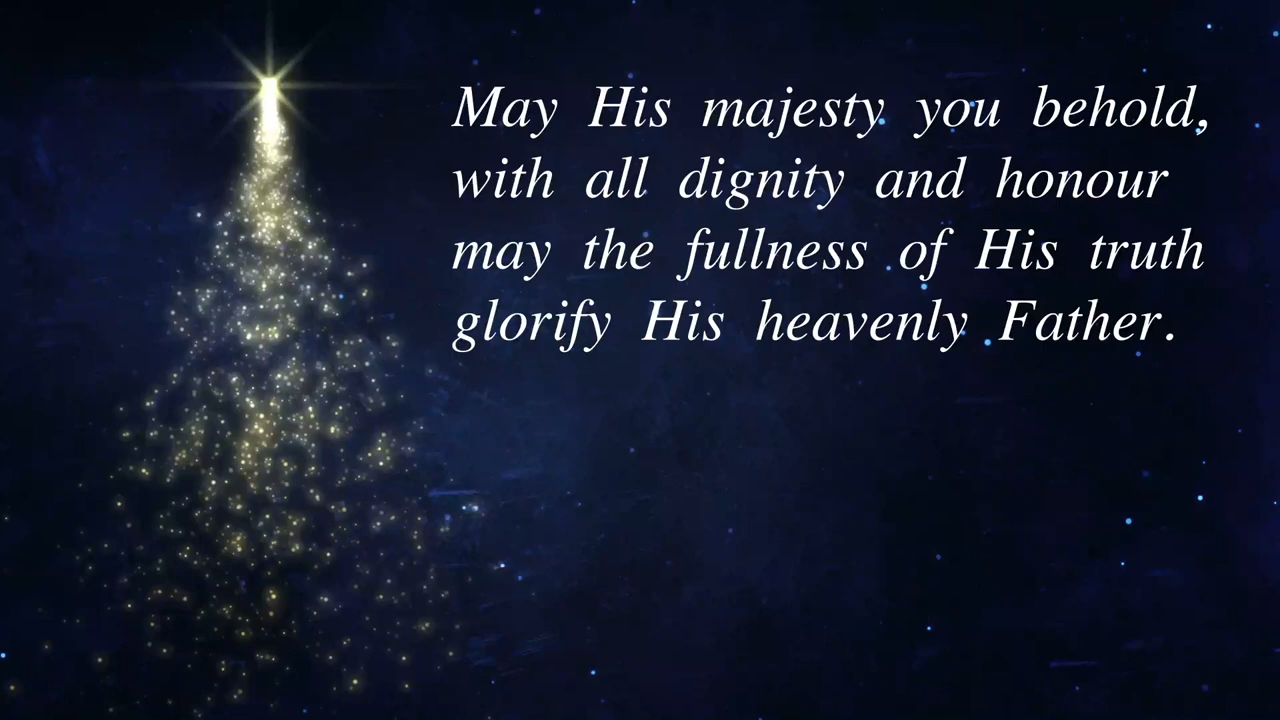 May His majesty you behold,
with all dignity and honour
may the fullness of His truth
glorify His heavenly Father.